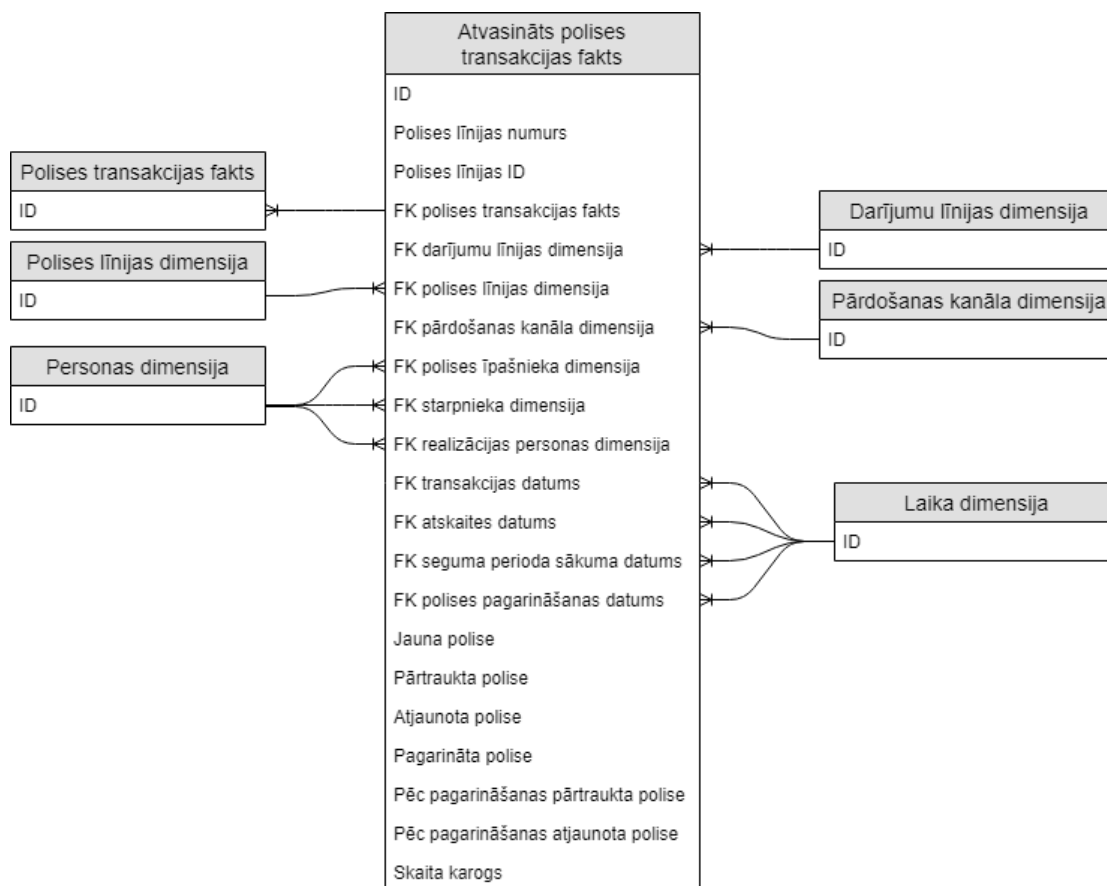 Atvasināts polises
transakcijas fakts
ID
Polises līnijas numurs
Polises līnijas ID
FK polises transakcijas fakts
FK darījumu līnijas dimensija
FK polises līnijas dimensija
FK pārdošanas kanāla dimensija
FK polises īpašnieka dimensija
FK starpnieka dimensija
FK realizācijas personas dimensija
FK transakcijas datums
FK atskaites datums
FK seguma perioda sākuma datums
FK polises pagarināšanas datums
Jauna polise
Pārtraukta polise
Atjaunota polise
Pagarināta polise
Pēc pagarināšanas pārtraukta polise
Pēc pagarināšanas atjaunota polise
Skaita karogs
Polises transakcijas fakts
ID
Polises līnijas dimensija
ID
Personas dimensija
ID
Darījumu līnijas dimensija
ID
Pārdošanas kanāla dimensija
ID
Laika dimensija
ID